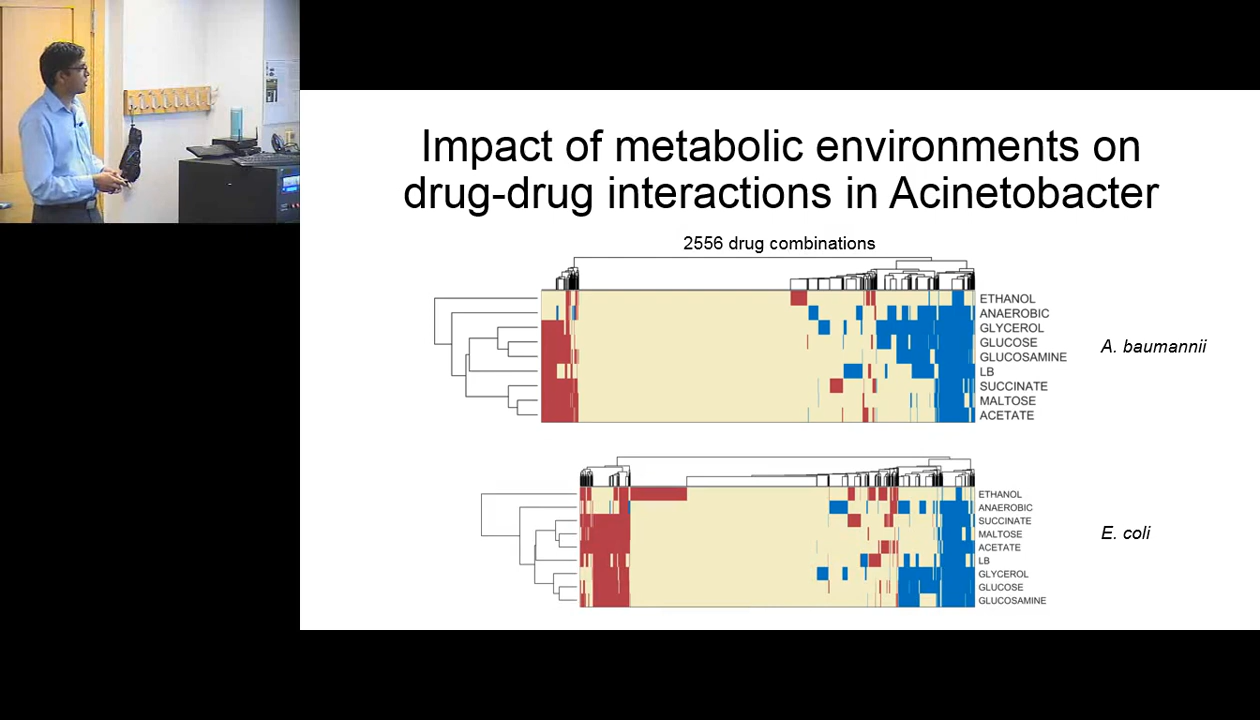 Impact of metabolic environments on
drug-drug interactions in Acinetobacter
2556 drug combinations
ETHANOL
ANAEROBIC
GLYCEROL
GLUCOSE
GLUCOSAMINE
LB
SUCCINATE
MALTOSE
ACETATE
A. baumannii
ETHANOL
ANAEROBIC
SUCCINATE
MALTOSE
ACETATE
LB
GLYCEROL
GLUCOSE
GLUCOSAMINE
E. coli